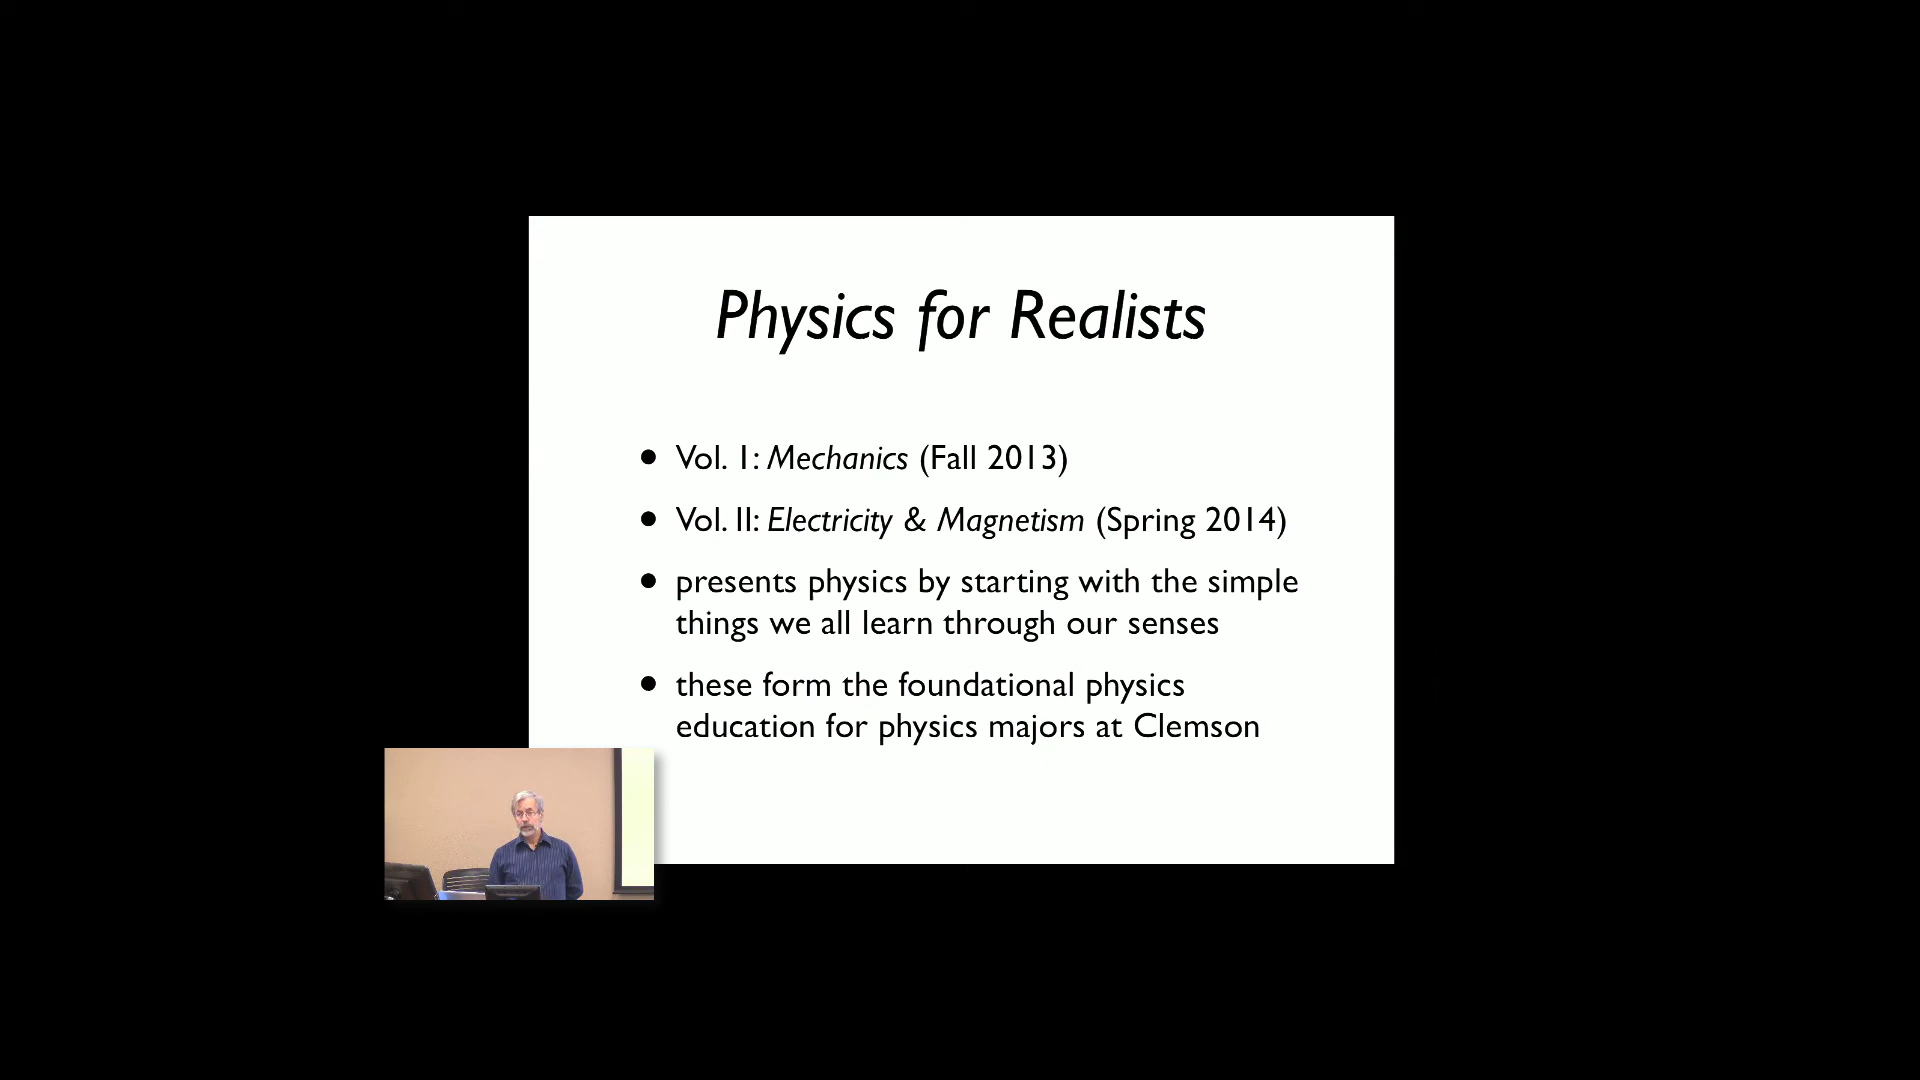 Physics for Realists
• Vol. I: Mechanics (Fall 2013)
• Vol. II: Electricity & Magnetism (Spring 2014)
• presents physics by starting with the simple
things we all learn through our senses
• these form the foundational physics
education for physics majors at Clemson